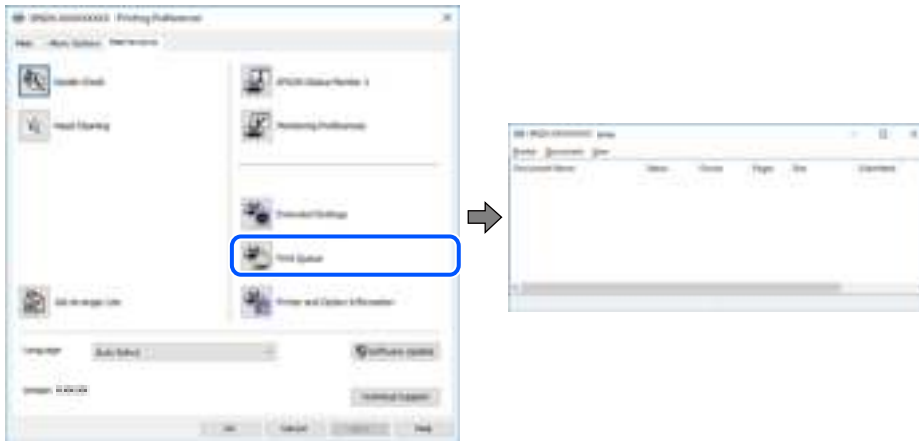 EPSON XXXXXXXX Printing Preferences
Main More Options Maintenance
Nozzle Check
Head Cleaning
EPSON Status Monitor 3
Monitoring Preferences
Extended Settings
Print Queue
Job Arranger Lite
Printer and Option Information
Language Auto Select
Software Update
Version
Technical Support
OK Cancel Help
Printer Document View
Document Name Status Owner Pages Size Submitted